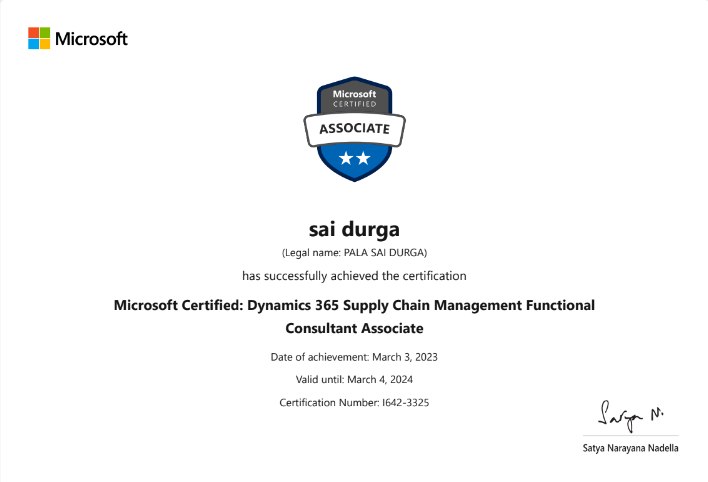 Microsoft
Microsoft
CERTIFIED
ASSOCIATE
sai durga
(Legal name: PALA SAI DURGA)
has successfully achieved the certification
Microsoft Certified: Dynamics 365 Supply Chain Management Functional
Consultant Associate
Date of achievement: March 3, 2023
Valid until: March 4, 2024
Certification Number: I642-3325
Satya N.
Satya Narayana Nadella